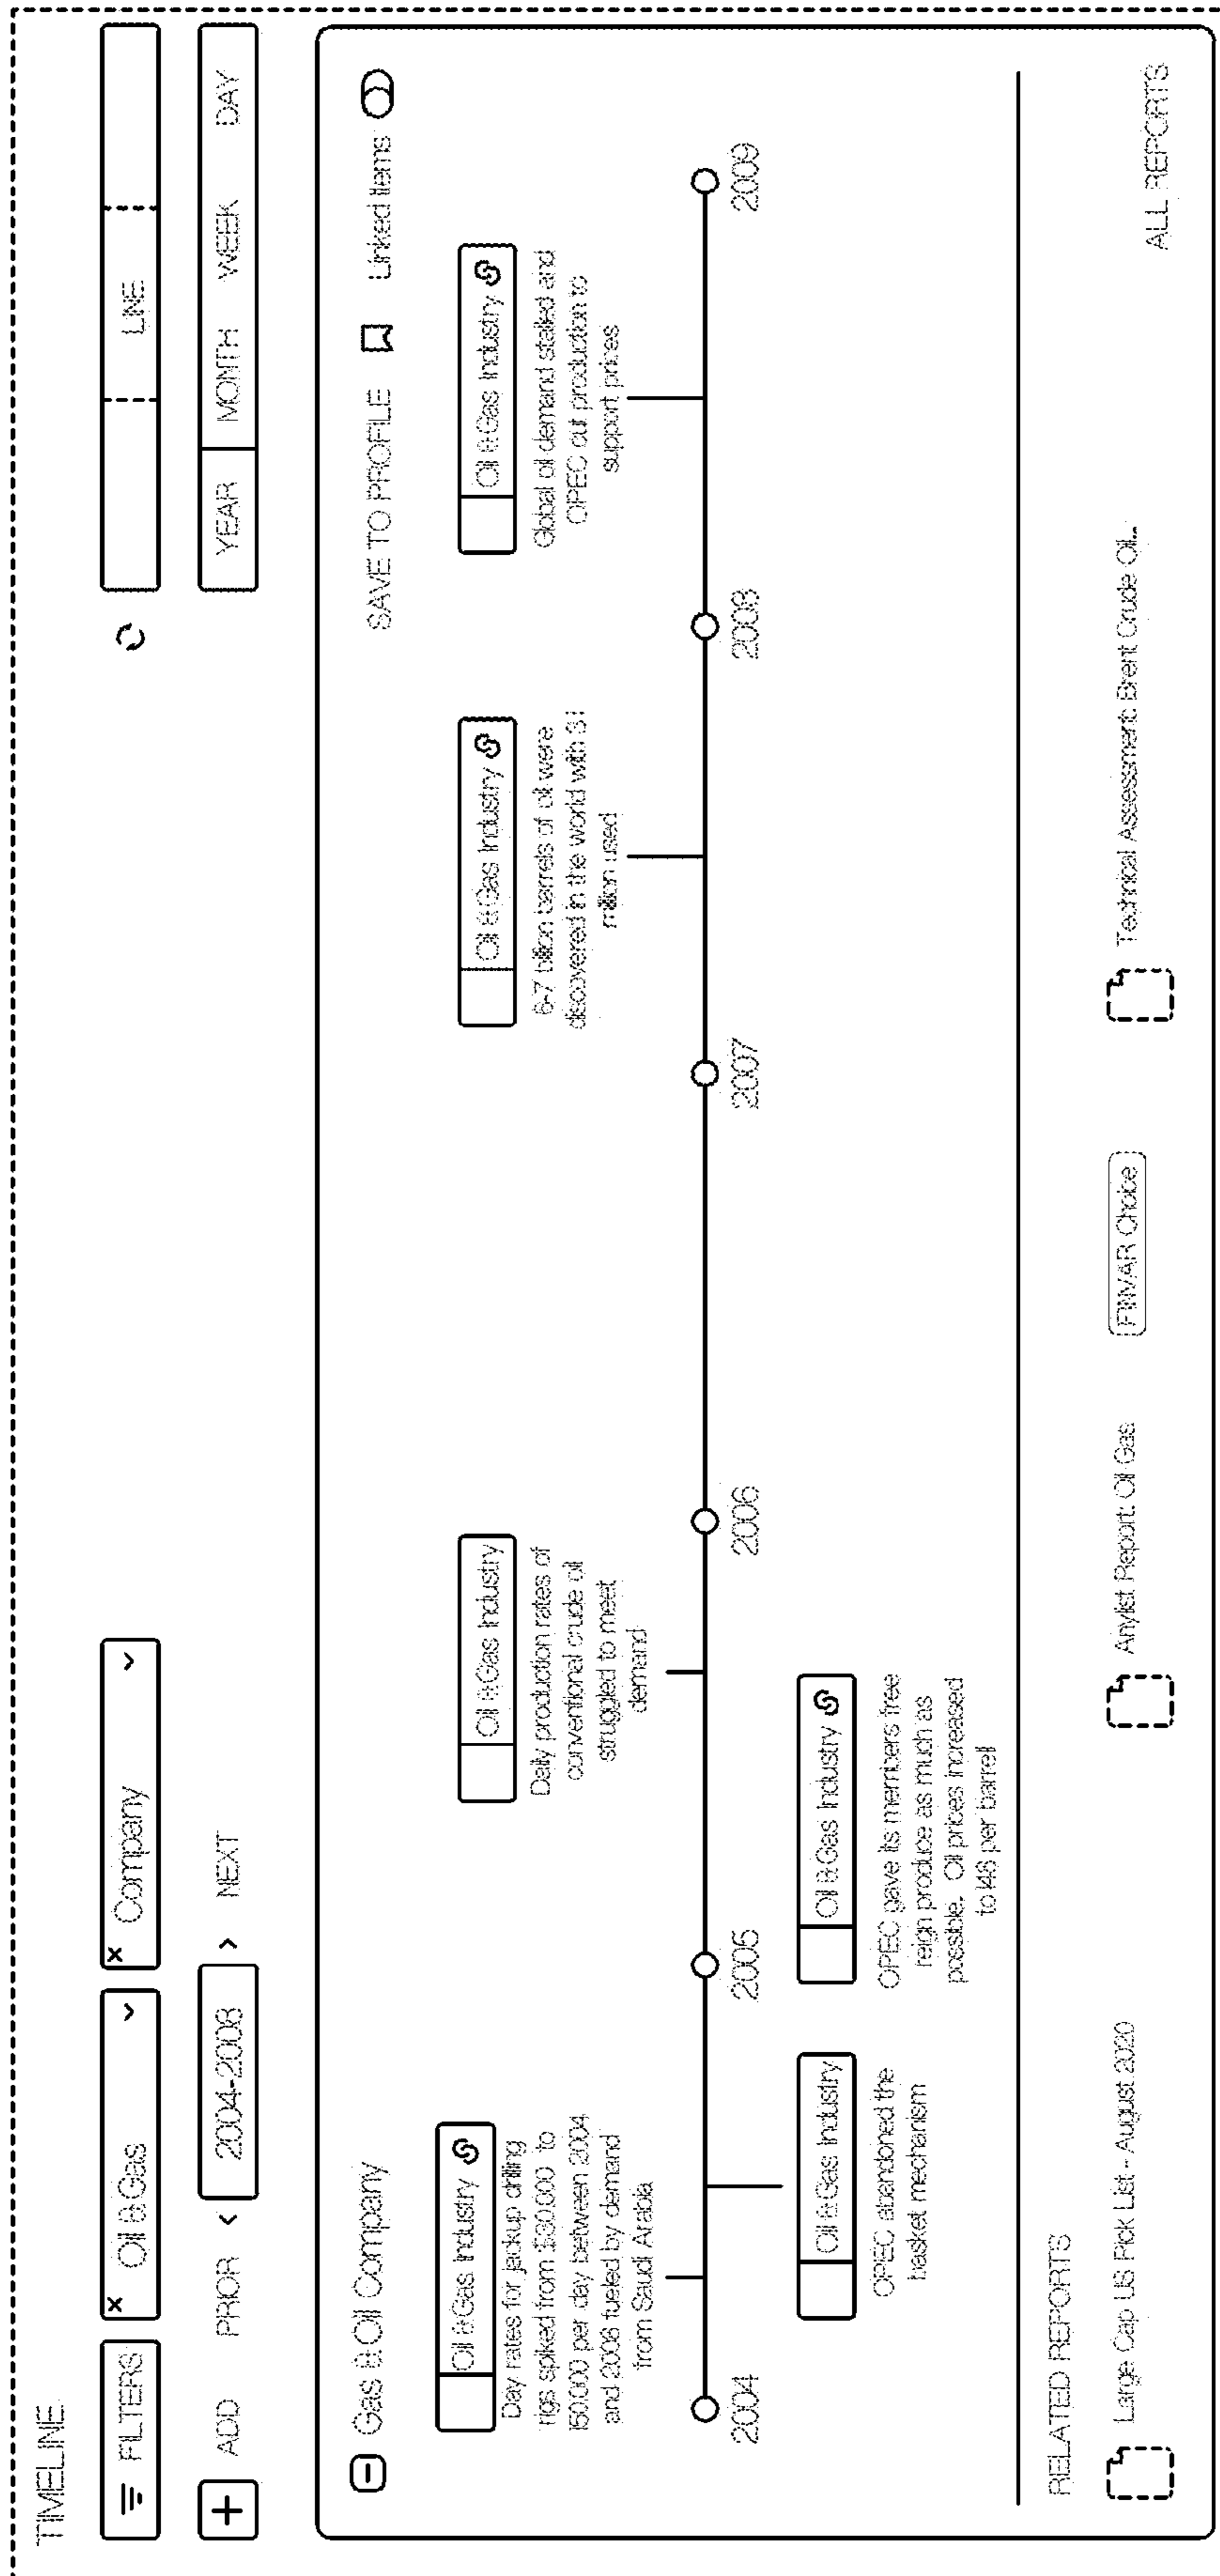 TIMELINE
FILTERS
Oil & Gas
Company
LINE
ADD
PRIOR
2004-2008
NEXT
YEAR
MONTH
WEEK
DAY
Gas & Oil Company
SAVE TO PROFILE
Linked Items
Oil & Gas Industry
Day rates for jackup drilling
rigs spiked from $30,000 to
150,000 per day between 2004
and 2006 fueled by demand
from Saudi Arabia
Oil & Gas Industry
Daily production rates of
conventional crude oil
struggled to meet
demand
Oil & Gas Industry
6-7 billion barrels of oil were
discovered in the world with 31
million used
Oil & Gas Industry
Global oil demand stalled and
OPEC cut production to
support prices
2004
2005
2006
2007
2008
2009
Oil & Gas Industry
OPEC abandoned the
basket mechanism
Oil & Gas Industry
OPEC gave its members free
reign produce as much as
possible. Oil prices increased
to 148 per barrell
RELATED REPORTS
Large Cap US Pick List - August 2020
Anylist Report: Oil Gas
FINVAR Choice
Technical Assessment: Brent Crude Oil...
ALL REPORTS